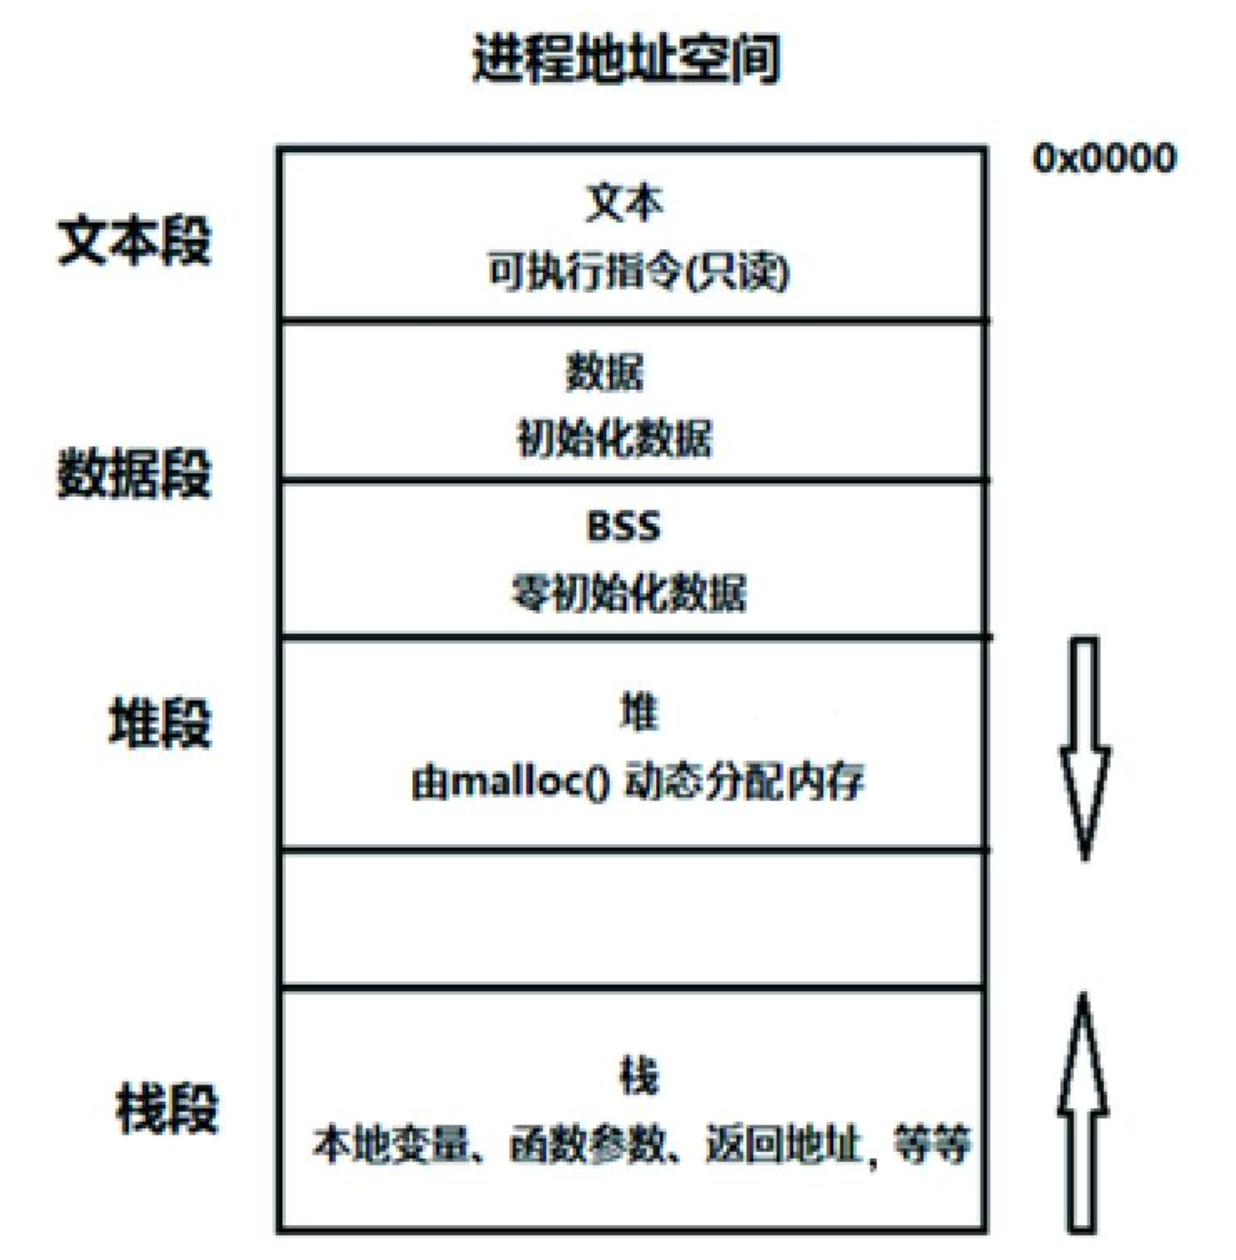 进程地址空间
0x0000
文本段
文本
可执行指令(只读)
数据段
数据
初始化数据
BSS
零初始化数据
堆段
堆
由malloc() 动态分配内存
栈段
栈
本地变量、函数参数、返回地址，等等